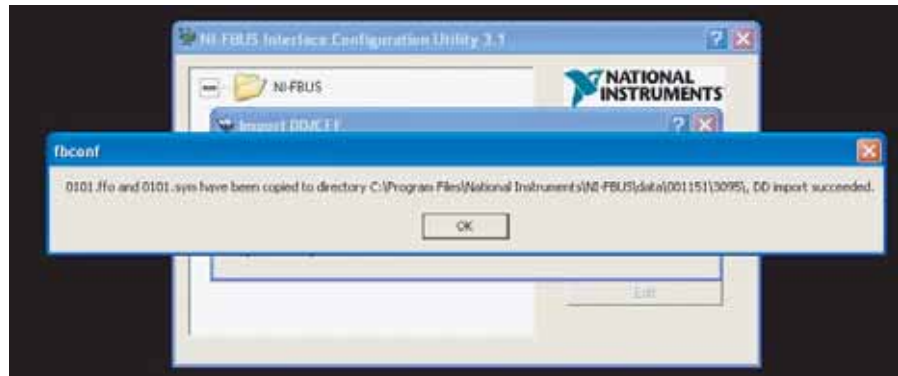 NI-FBUS Interface Configuration Utility 3.1
NI-FBUS
NATIONAL
INSTRUMENTS
Import DD/CFF
fbconf
0101.ffo and 0101.sym have been copied to directory C:\Program Files\National Instruments\NI-FBUS\data\001151\3095\, DD import succeeded.
OK
Edit